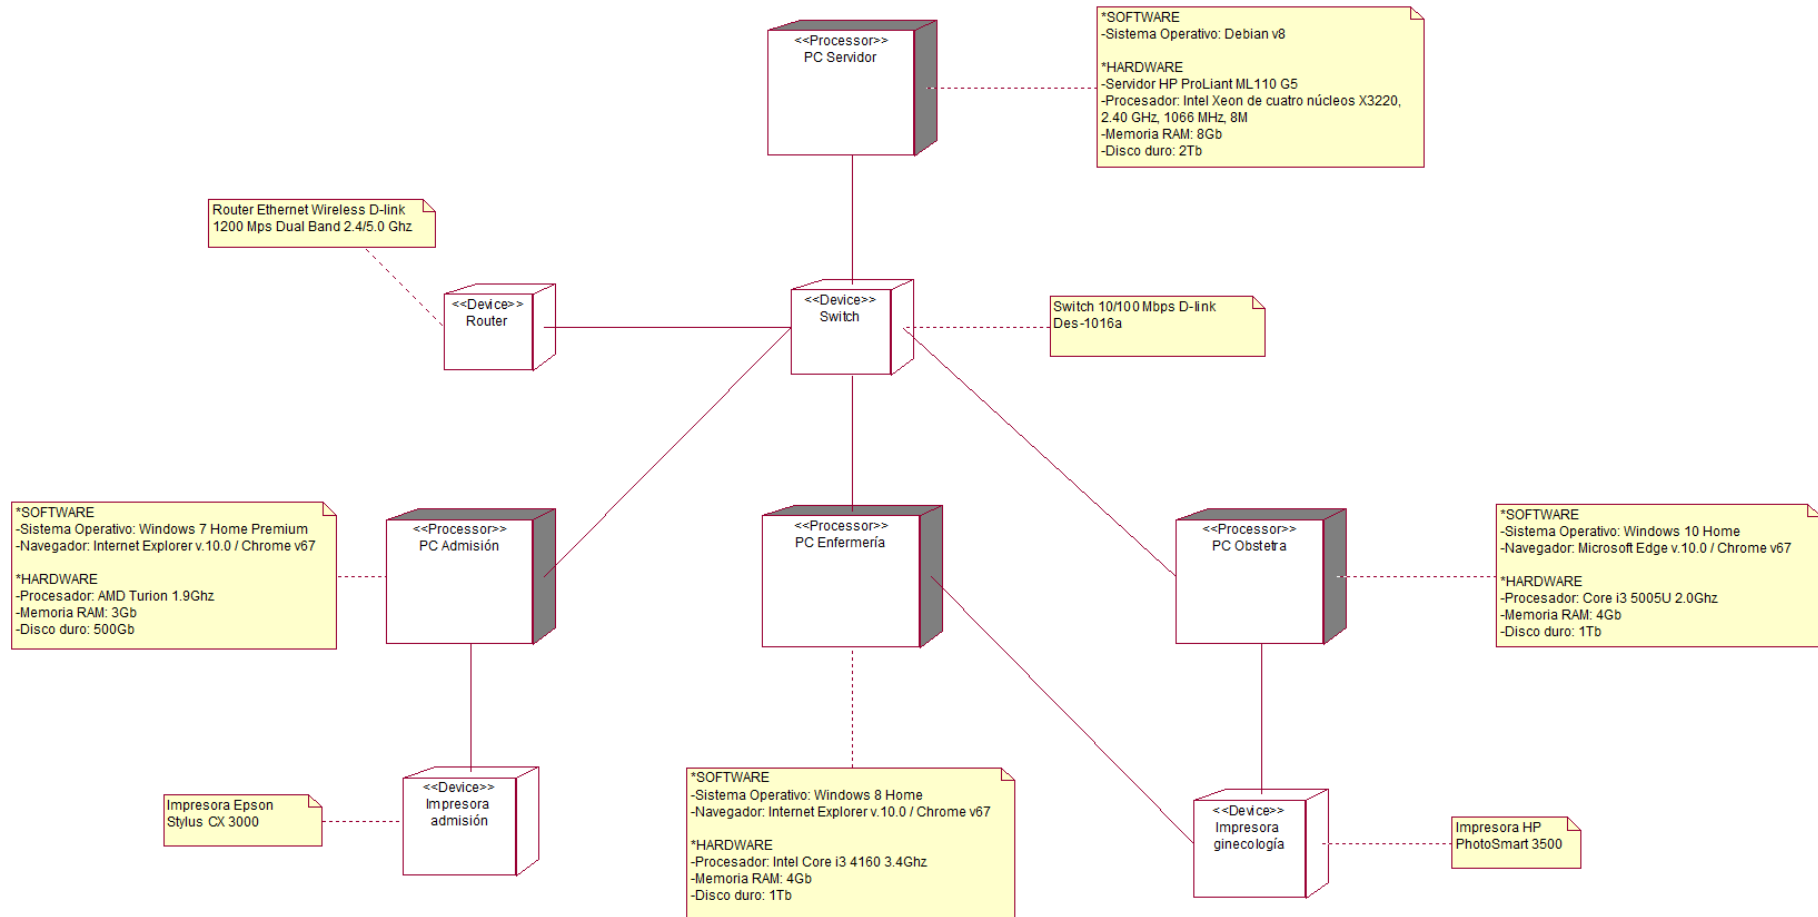 <<Processor>>
PC Servidor
*SOFTWARE
-Sistema Operativo: Debian v8
*HARDWARE
-Servidor HP ProLiant ML110 G5
-Procesador: Intel Xeon de cuatro núcleos X3220,
2.40 GHz, 1066 MHz, 8M
-Memoria RAM: 8Gb
-Disco duro: 2Tb
Router Ethernet Wireless D-link
1200 Mps Dual Band 2.4/5.0 Ghz
<<Device>>
Router
<<Device>>
Switch
Switch 10/100 Mbps D-link
Des-1016a
*SOFTWARE
-Sistema Operativo: Windows 7 Home Premium
-Navegador: Internet Explorer v.10.0 / Chrome v67
*HARDWARE
-Procesador: AMD Turion 1.9Ghz
-Memoria RAM: 3Gb
-Disco duro: 500Gb
<<Processor>>
PC Admisión
<<Processor>>
PC Enfermería
<<Processor>>
PC Obstetra
*SOFTWARE
-Sistema Operativo: Windows 10 Home
-Navegador: Microsoft Edge v.10.0 / Chrome v67
*HARDWARE
-Procesador: Core i3 5005U 2.0Ghz
-Memoria RAM: 4Gb
-Disco duro: 1Tb
Impresora Epson
Stylus CX 3000
<<Device>>
Impresora
admisión
*SOFTWARE
-Sistema Operativo: Windows 8 Home
-Navegador: Internet Explorer v.10.0 / Chrome v67
*HARDWARE
-Procesador: Intel Core i3 4160 3.4Ghz
-Memoria RAM: 4Gb
-Disco duro: 1Tb
<<Device>>
Impresora
ginecología
Impresora HP
PhotoSmart 3500